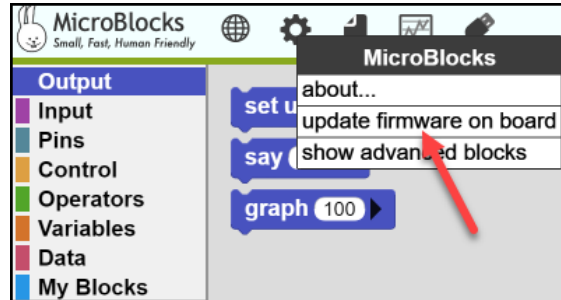 MicroBlocks
Small, Fast, Human Friendly
MicroBlocks
about...
update firmware on board
show advanced blocks
Output
Input
Pins
Control
Operators
Variables
Data
My Blocks
set u
say
graph 100